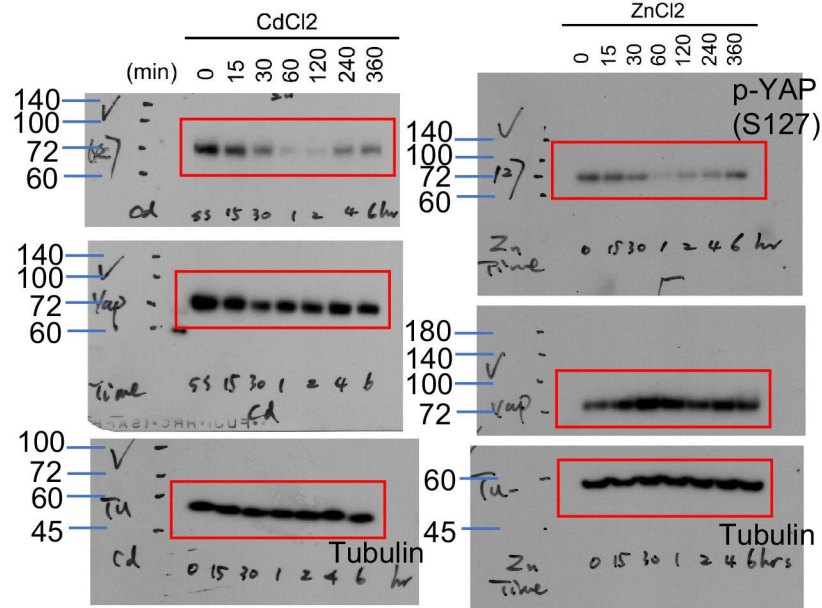 CdCl2
(min) 0 15 30 60 120 240 360
140
100
72
60
Cd 15 30 1 2 4 6 hr
140
100
72
60
Yap
Time 15 30 1 2 4 6
Cd
100
72
60
45
Tu
Tubulin
Cd 0 15 30 1 2 4 6 hr
ZnCl2
0 15 30 60 120 240 360
p-YAP
(S127)
140
100
72
60
127
Zn 0 15 30 1 2 4 6 hr
Time
180
140
100
72
Yap
60
45
Tu-
Tubulin
Zn 0 15 30 1 2 4 6 hrs
Time